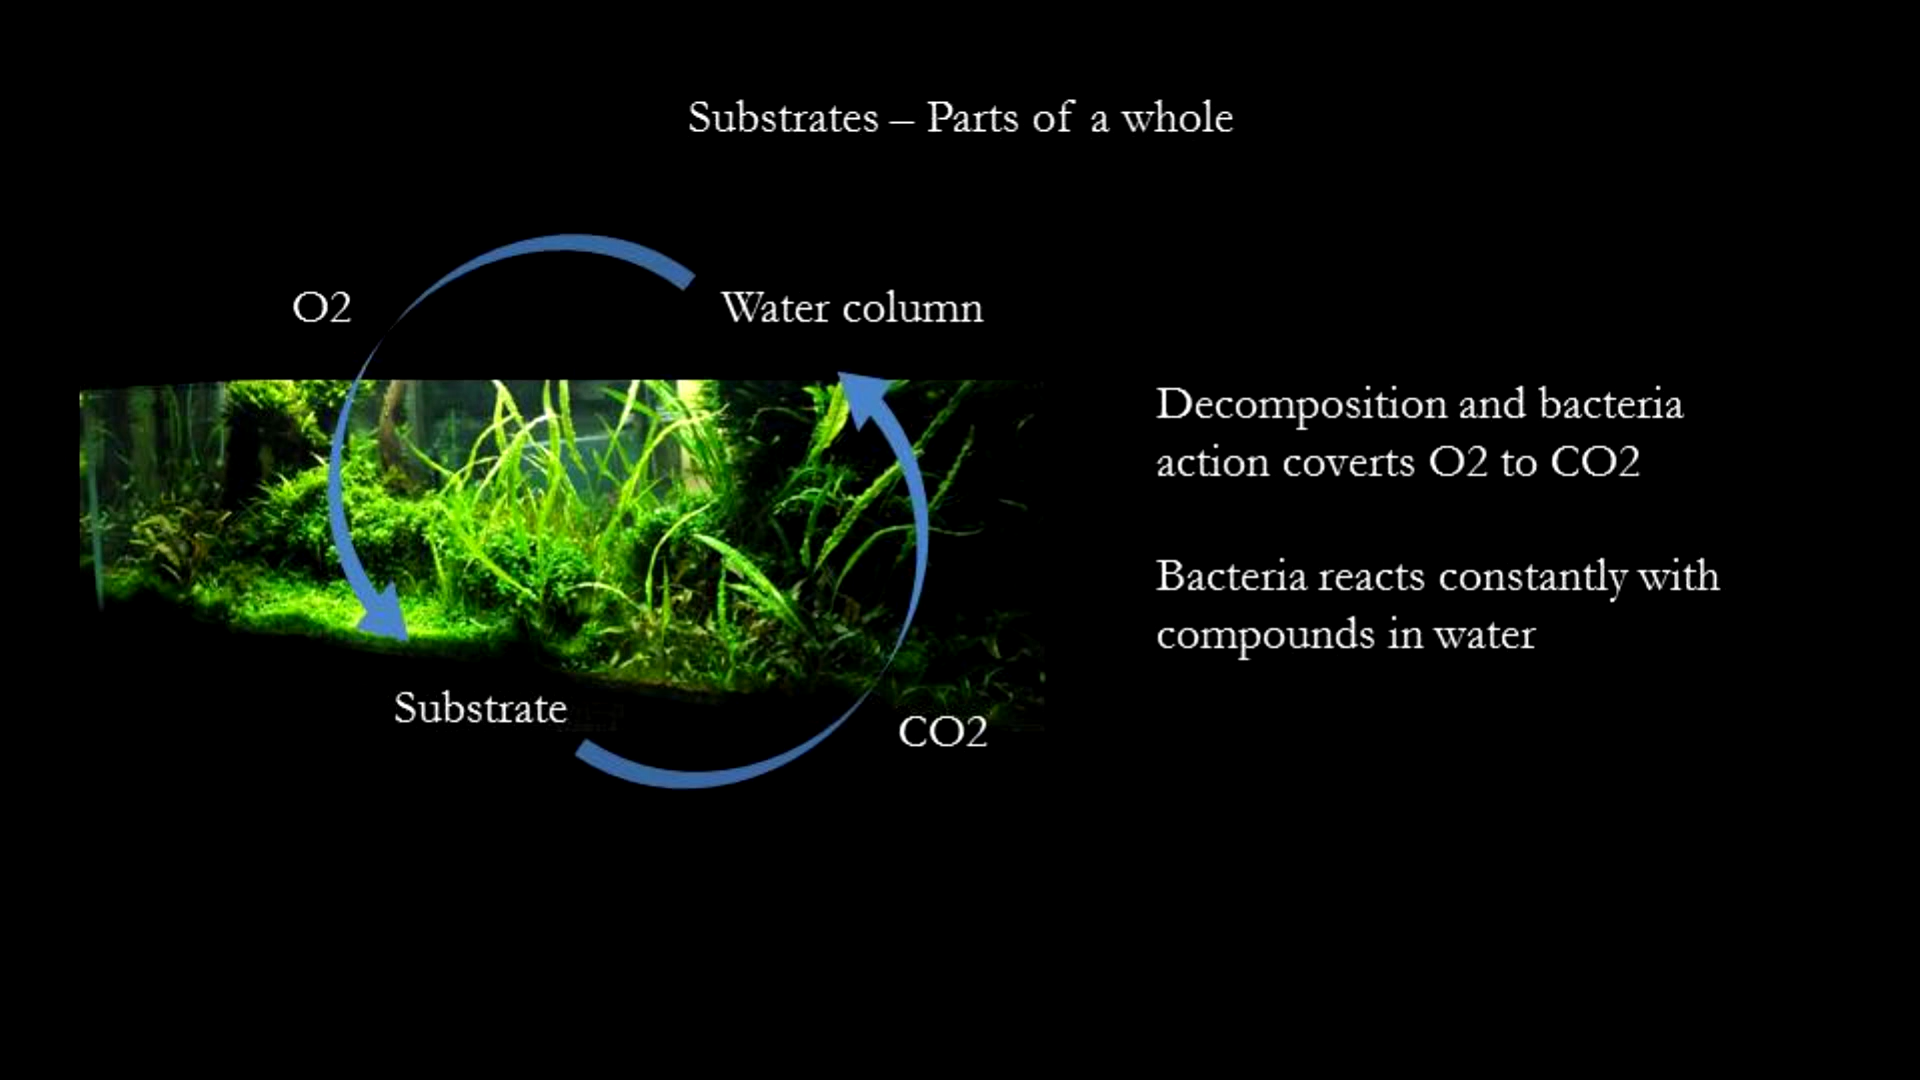 Substrates – Parts of a whole
O2
Water column
Decomposition and bacteria
action coverts O2 to CO2
Bacteria reacts constantly with
compounds in water
Substrate
CO2